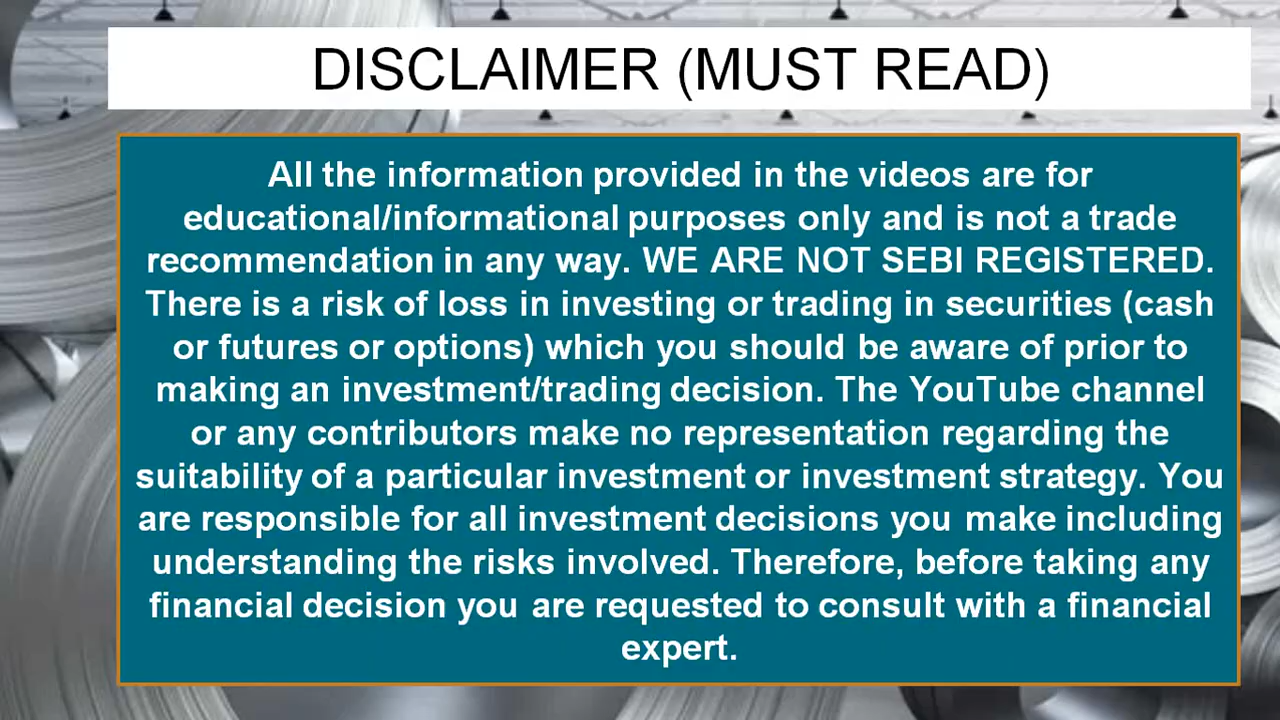 DISCLAIMER (MUST READ)
All the information provided in the videos are for
educational/informational purposes only and is not a trade
recommendation in any way. WE ARE NOT SEBI REGISTERED.
There is a risk of loss in investing or trading in securities (cash
or futures or options) which you should be aware of prior to
making an investment/trading decision. The YouTube channel
or any contributors make no representation regarding the
suitability of a particular investment or investment strategy. You
are responsible for all investment decisions you make including
understanding the risks involved. Therefore, before taking any
financial decision you are requested to consult with a financial
expert.